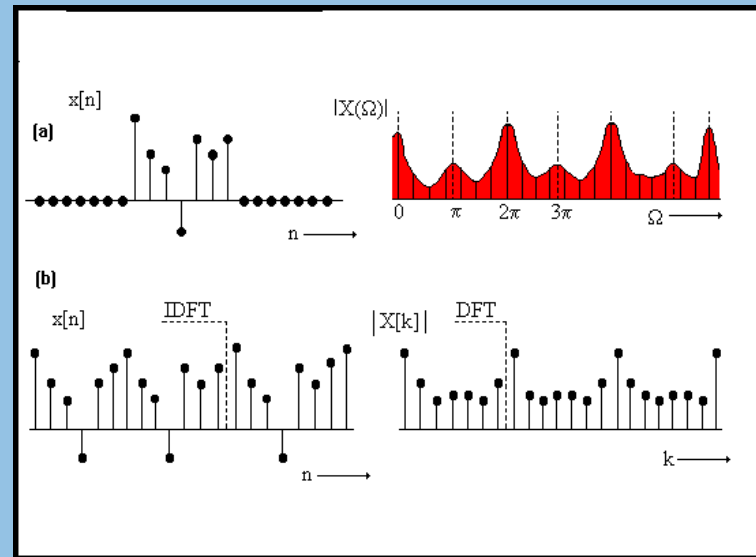 x[n]
|X(Ω)|
(a)
0 π 2π 3π Ω
n
(b)
x[n] IDFT |X[k]| DFT
n k